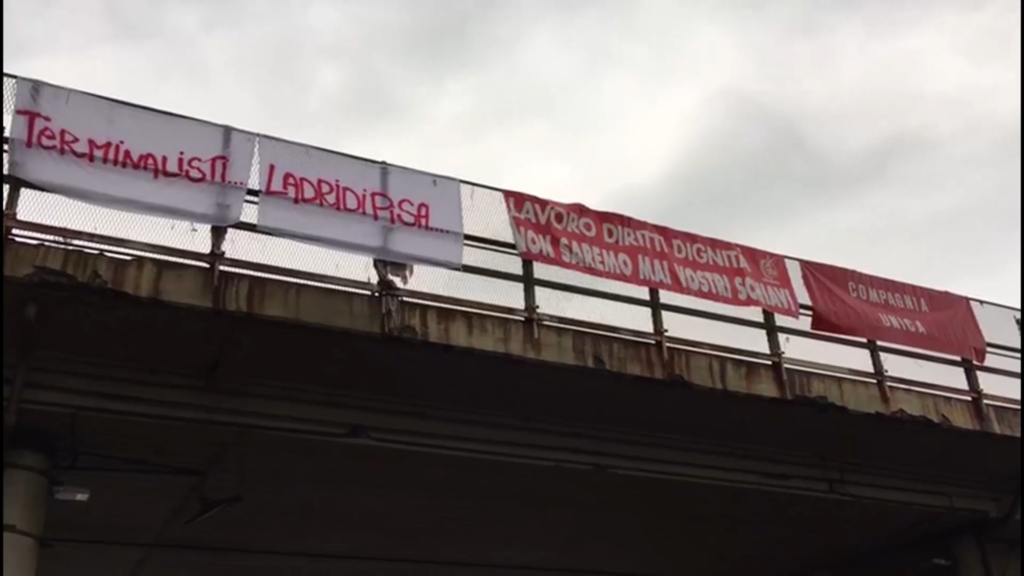 TERMINALISTI...
LADRIDIPISA....
LAVORO DIRITTI DIGNITÀ
NON SAREMO MAI VOSTRI SCHIAVI
COMPAGNIA
UNICA